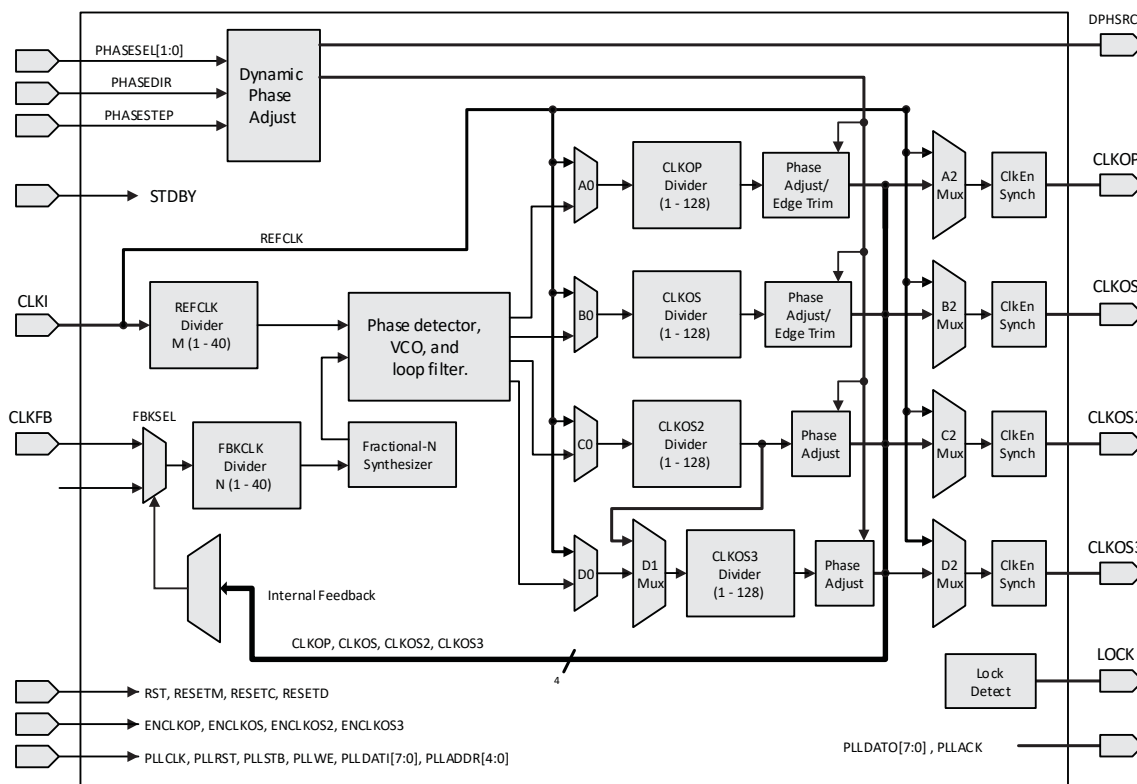 DPHSRC
PHASESEL[1:0]
PHASEDIR
PHASESTEP
Dynamic
Phase
Adjust
STDBY
REFCLK
CLKI
REFCLK
Divider
M (1 - 40)
Phase detector,
VCO, and
loop filter.
CLKFB
FBKSEL
FBKCLK
Divider
N (1 - 40)
Fractional-N
Synthesizer
A0
CLKOP
Divider
(1 - 128)
Phase
Adjust/
Edge Trim
A2
Mux
ClkEn
Synch
CLKOP
B0
CLKOS
Divider
(1 - 128)
Phase
Adjust/
Edge Trim
B2
Mux
ClkEn
Synch
CLKOS
C0
CLKOS2
Divider
(1 - 128)
Phase
Adjust
C2
Mux
ClkEn
Synch
CLKOS2
D0
D1
Mux
CLKOS3
Divider
(1 - 128)
Phase
Adjust
D2
Mux
ClkEn
Synch
CLKOS3
Internal Feedback
CLKOP, CLKOS, CLKOS2, CLKOS3
4
Lock
Detect
LOCK
RST, RESETM, RESETC, RESETD
ENCLKOP, ENCLKOS, ENCLKOS2, ENCLKOS3
PLLCLK, PLLRST, PLLSTB, PLLWE, PLLDATI[7:0], PLLADDR[4:0]
PLLDATO[7:0] , PLLACK